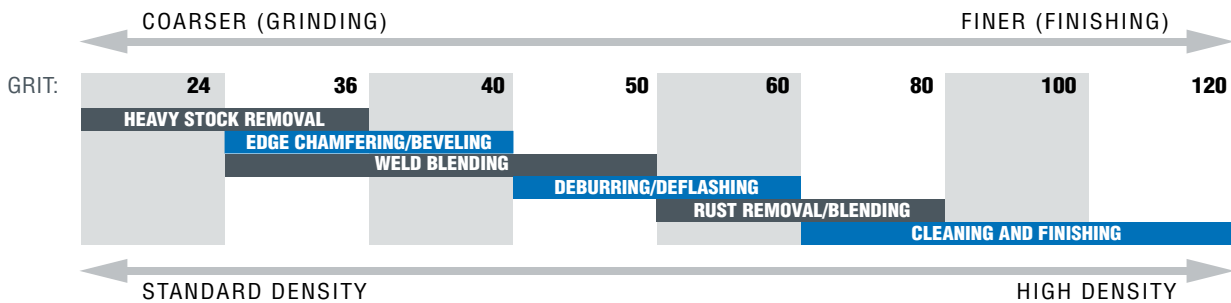 COARSER (GRINDING) FINER (FINISHING)
GRIT: 24 36 40 50 60 80 100 120
HEAVY STOCK REMOVAL
EDGE CHAMFERING/BEVELING
WELD BLENDING
DEBURRING/DEFLASHING
RUST REMOVAL/BLENDING
CLEANING AND FINISHING
STANDARD DENSITY HIGH DENSITY